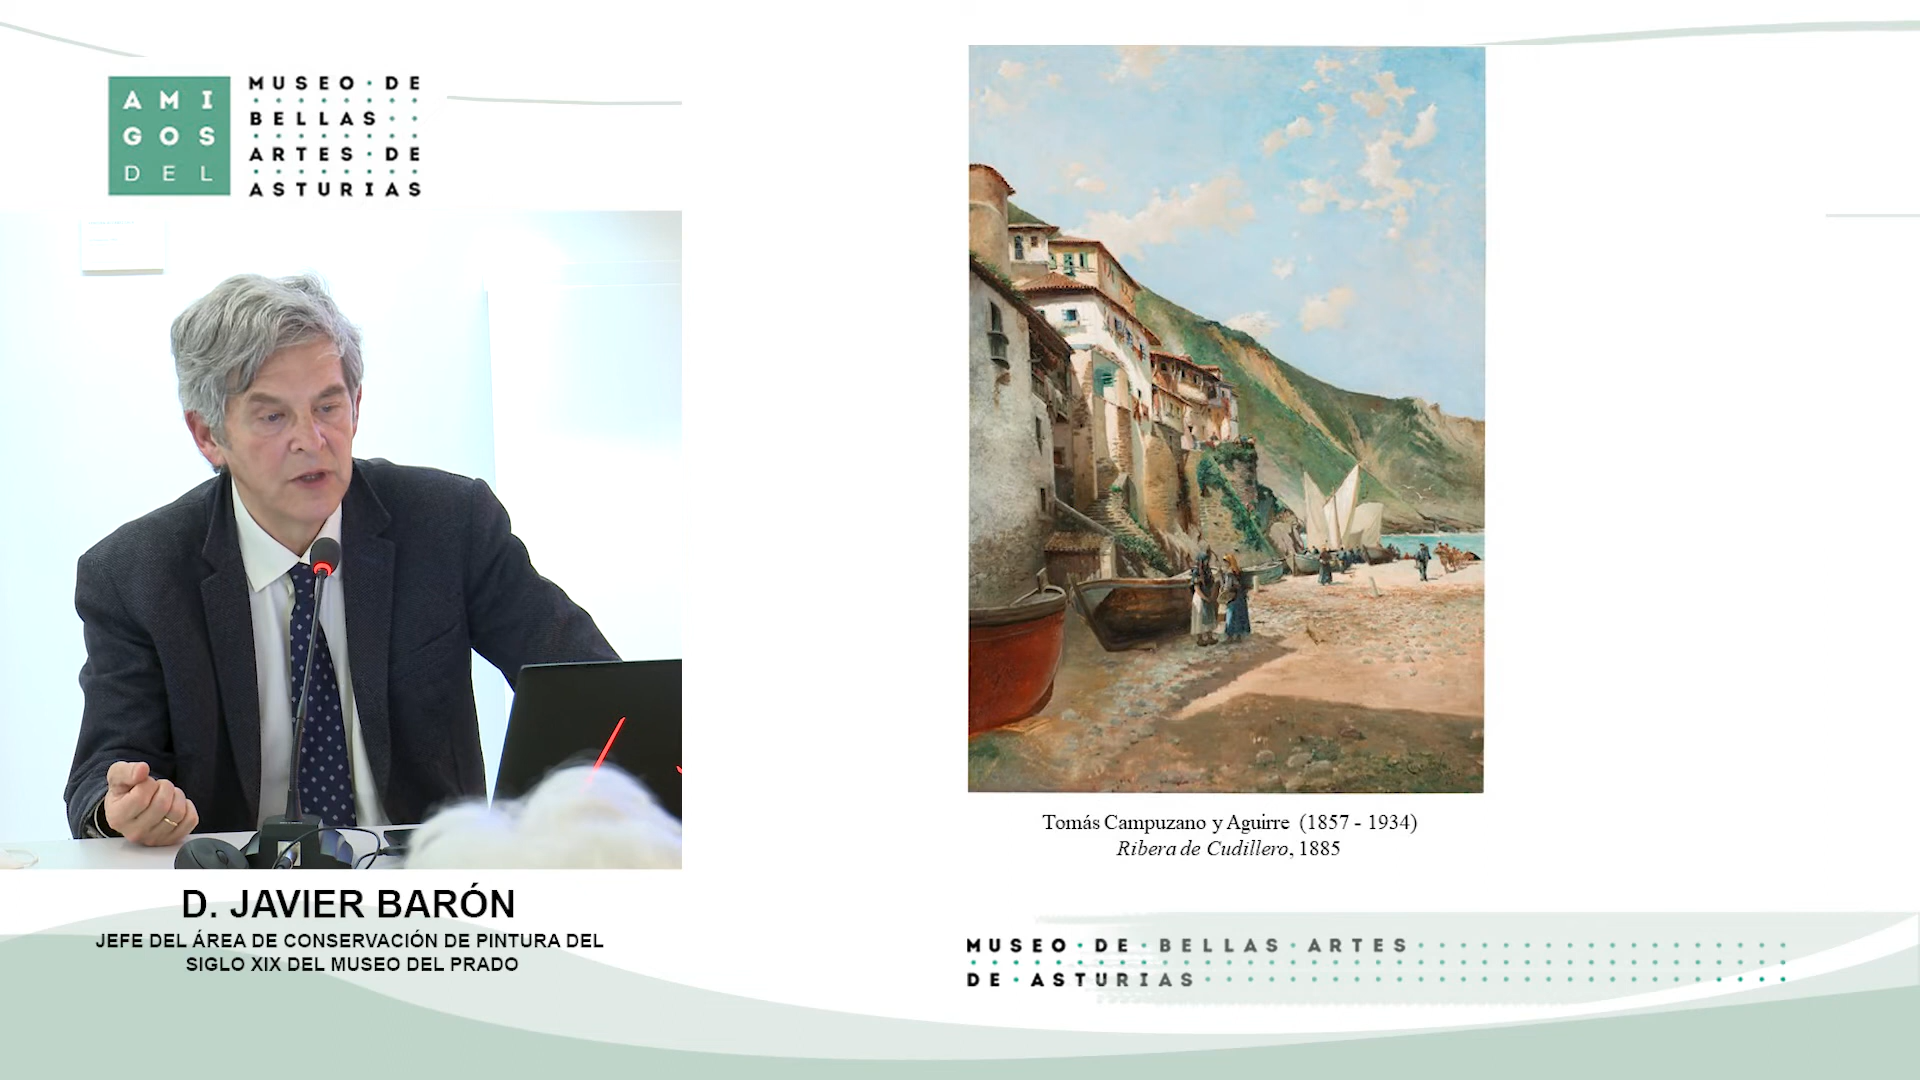 AMI
GOS
DEL
MUSEO · DE
BELLAS
ARTES · DE
ASTURIAS
D. JAVIER BARÓN
JEFE DEL ÁREA DE CONSERVACIÓN DE PINTURA DEL
SIGLO XIX DEL MUSEO DEL PRADO
Tomás Campuzano y Aguirre (1857 - 1934)
Ribera de Cudillero, 1885
MUSEO · DE · BELLAS · ARTES
DE · ASTURIAS